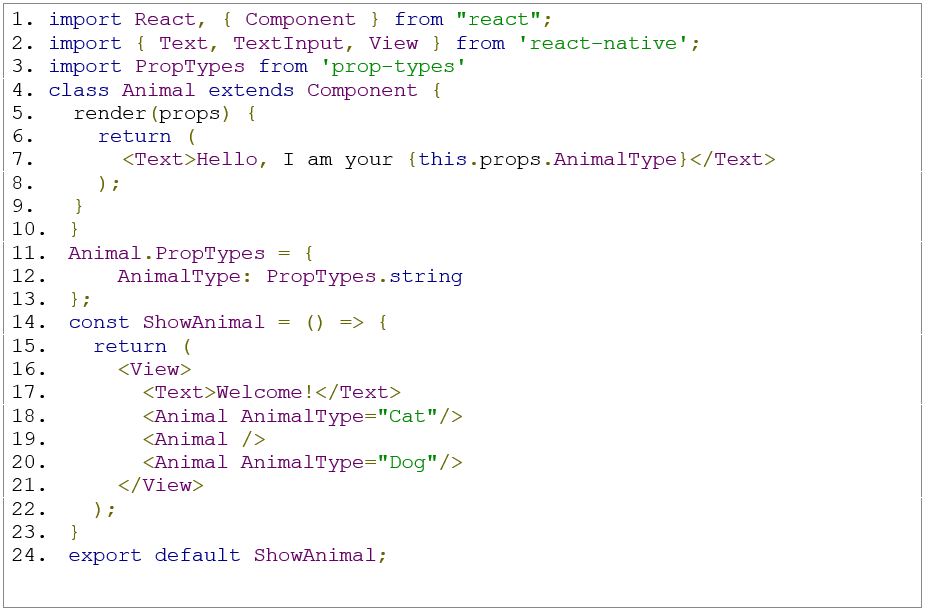 1. import React, { Component } from "react";
2. import { Text, TextInput, View } from 'react-native';
3. import PropTypes from 'prop-types'
4. class Animal extends Component {
5.   render(props) {
6.     return (
7.       <Text>Hello, I am your {this.props.AnimalType}</Text>
8.     );
9.   }
10.  }
11.  Animal.PropTypes = {
12.      AnimalType: PropTypes.string
13.  };
14.  const ShowAnimal = () => {
15.    return (
16.      <View>
17.        <Text>Welcome!</Text>
18.        <Animal AnimalType="Cat"/>
19.        <Animal />
20.        <Animal AnimalType="Dog"/>
21.      </View>
22.    );
23.  }
24.  export default ShowAnimal;